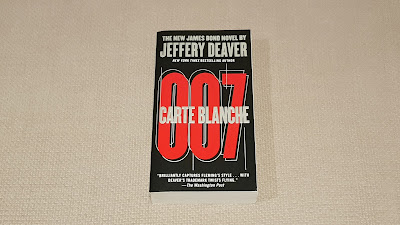 THE NEW JAMES BOND NOVEL BY
JEFFERY DEAVER
NEW YORK TIMES BESTSELLING AUTHOR
007
CARTE BLANCHE
"BRILLIANTLY CAPTURES FLEMING'S STYLE . . . WITH
DEAVER'S TRADEMARK TWISTS FLYING."
—The Washington Post